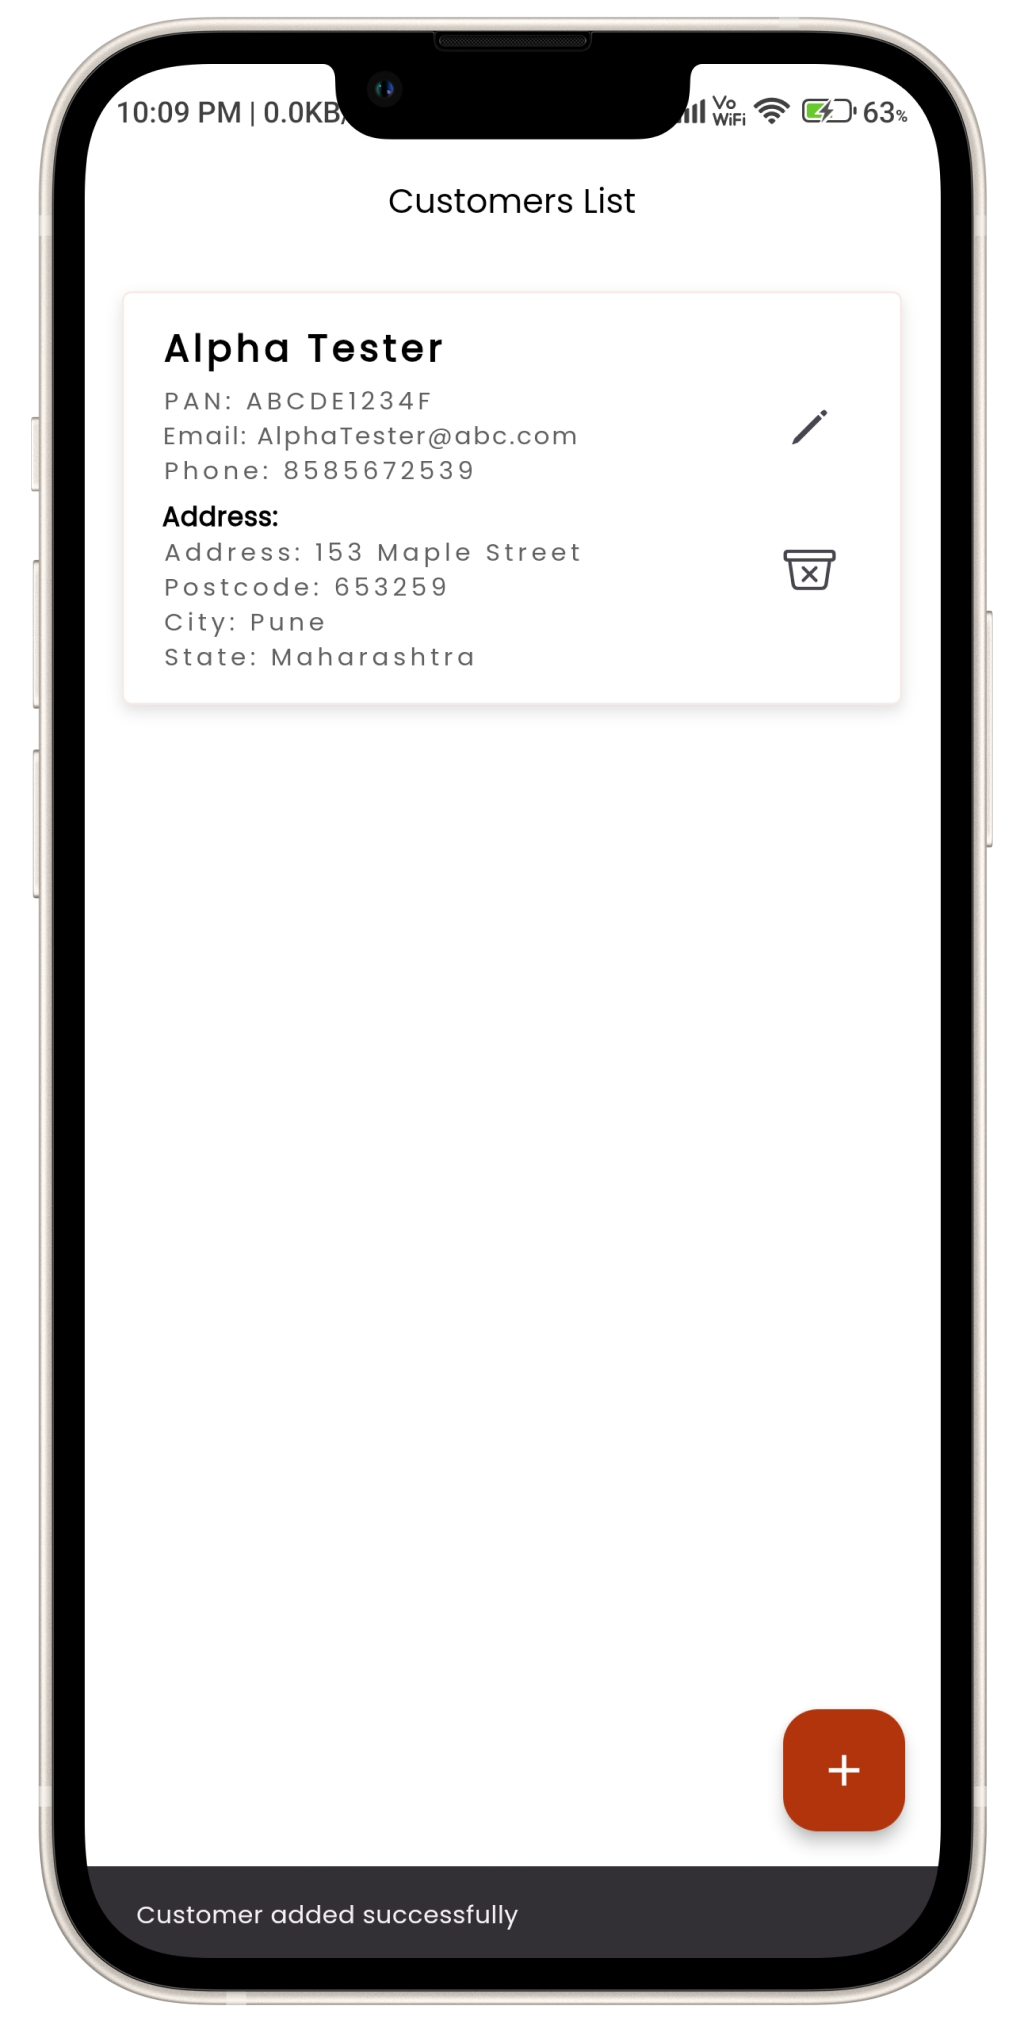 10:09 PM | 0.0KB/
Vo
WiFi
63%
Customers List
Alpha Tester
PAN: ABCDE1234F
Email: AlphaTester@abc.com
Phone: 8585672539
Address:
Address: 153 Maple Street
Postcode: 653259
City: Pune
State: Maharashtra
Customer added successfully